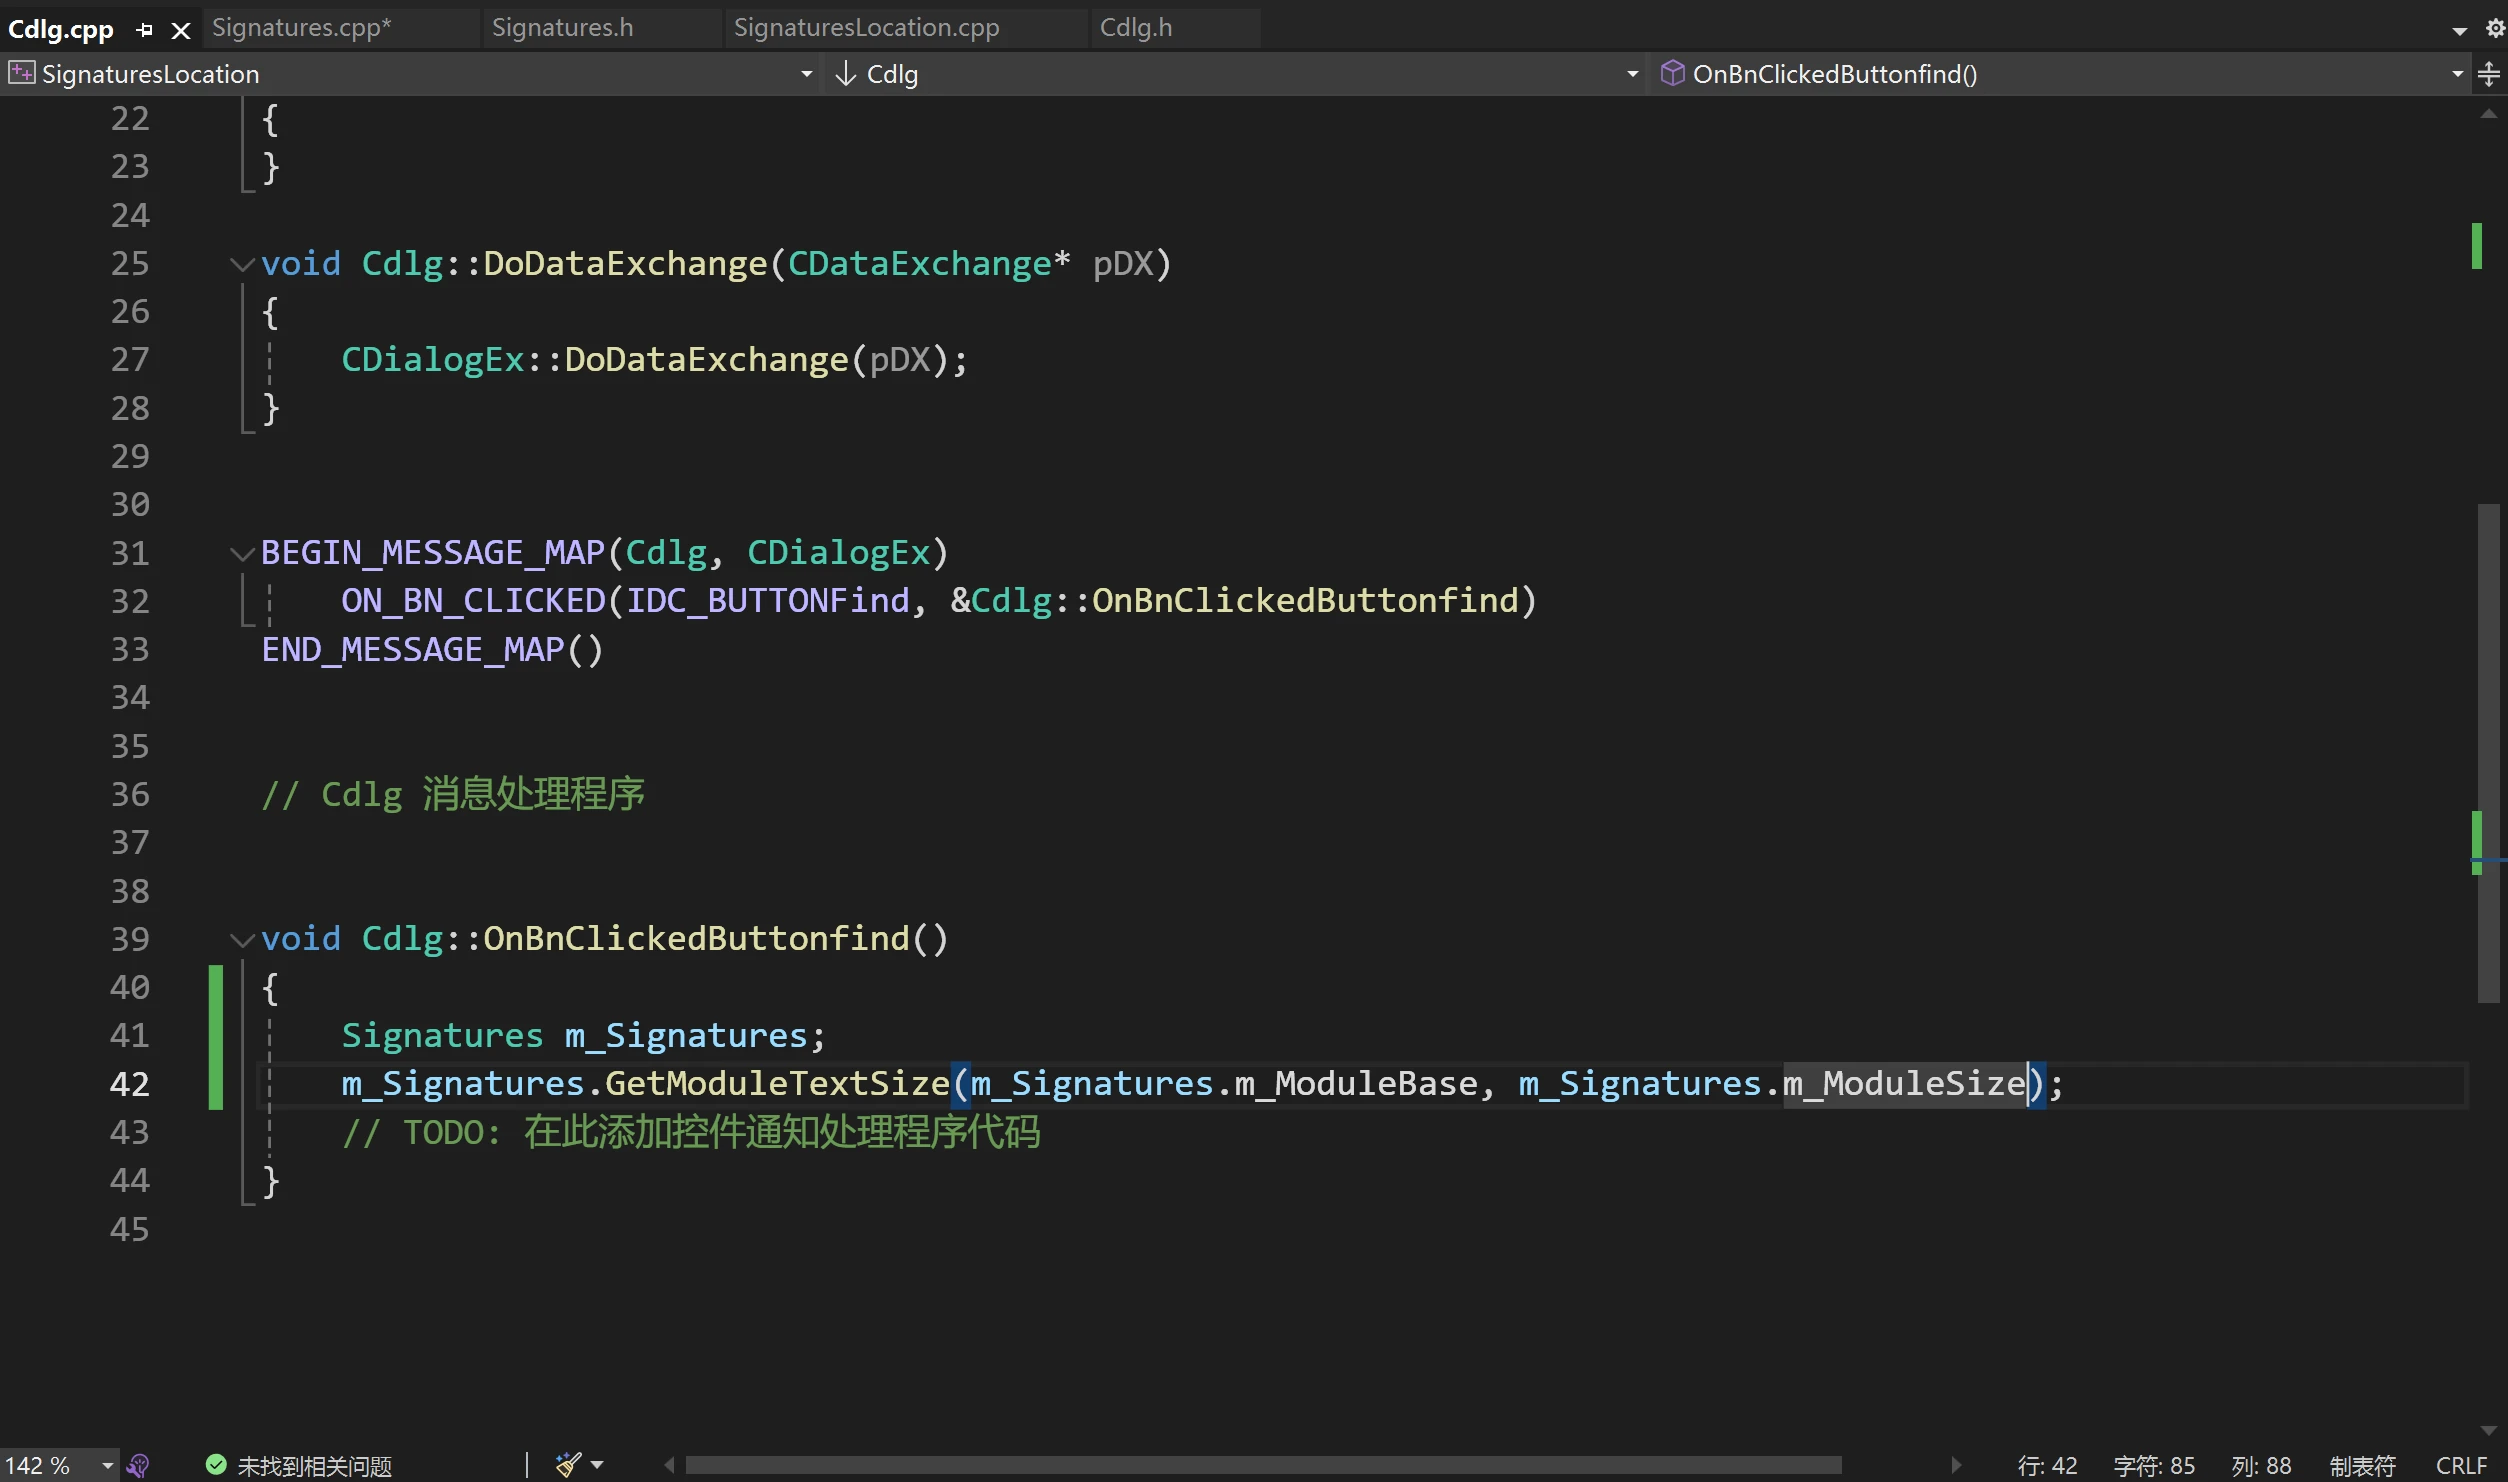 Cdlg.cpp Signatures.cpp* Signatures.h SignaturesLocation.cpp Cdlg.h
SignaturesLocation Cdlg OnBnClickedButtonfind()
22 {
23 }
24
25 void Cdlg::DoDataExchange(CDataExchange* pDX)
26 {
27 CDialogEx::DoDataExchange(pDX);
28 }
29
30
31 BEGIN_MESSAGE_MAP(Cdlg, CDialogEx)
32 ON_BN_CLICKED(IDC_BUTTONFind, &Cdlg::OnBnClickedButtonfind)
33 END_MESSAGE_MAP()
34
35
36 // Cdlg 消息处理程序
37
38
39 void Cdlg::OnBnClickedButtonfind()
40 {
41 Signatures m_Signatures;
42 m_Signatures.GetModuleTextSize(m_Signatures.m_ModuleBase, m_Signatures.m_ModuleSize);
43 // TODO: 在此添加控件通知处理程序代码
44 }
45
142 % 未找到相关问题 行: 42 字符: 85 列: 88 制表符 CRLF